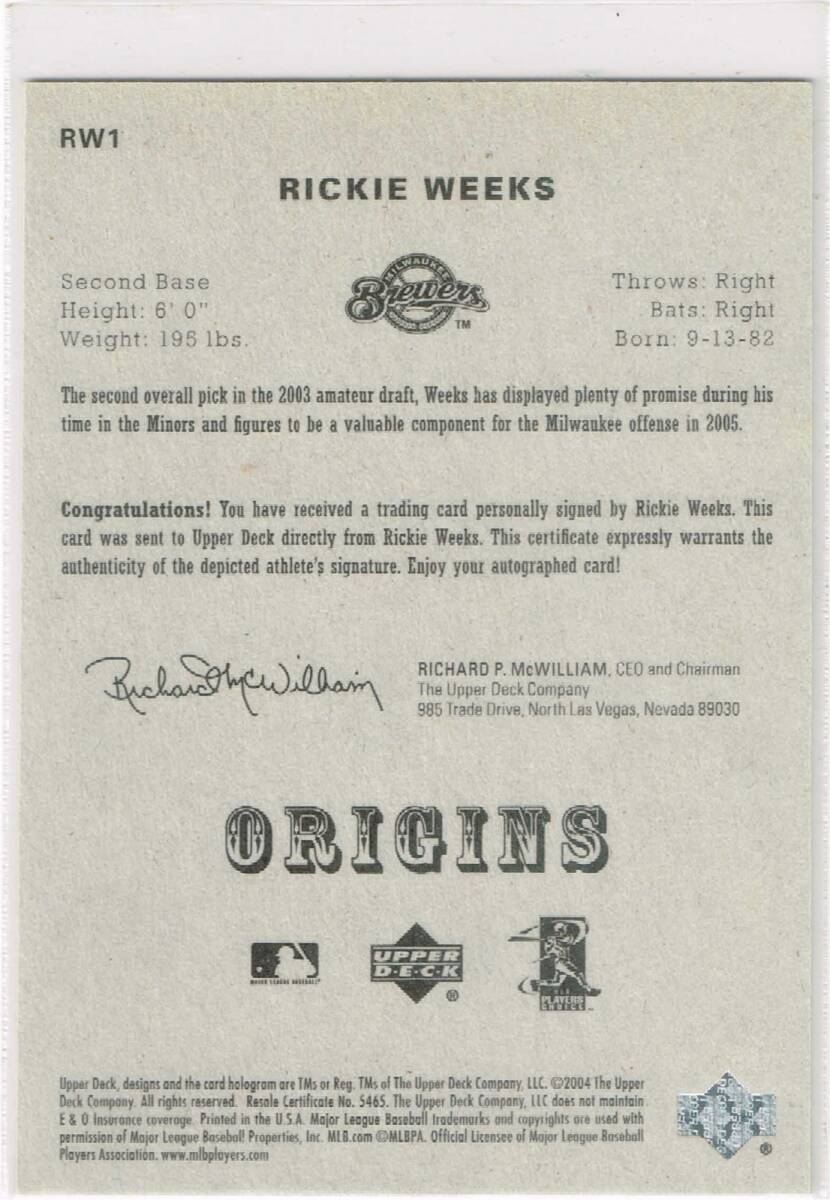 RW1
RICKIE WEEKS
Second Base
Height: 6' 0"
Weight: 195 lbs.
MILWAUKEE
Brewers
TM
Throws: Right
Bats: Right
Born: 9-13-82
The second overall pick in the 2003 amateur draft, Weeks has displayed plenty of promise during his
time in the Minors and figures to be a valuable component for the Milwaukee offense in 2005.
Congratulations! You have received a trading card personally signed by Rickie Weeks. This
card was sent to Upper Deck directly from Rickie Weeks. This certificate expressly warrants the
authenticity of the depicted athlete's signature. Enjoy your autographed card!
Richard McWilliam
RICHARD P. McWILLIAM, CEO and Chairman
The Upper Deck Company
985 Trade Drive, North Las Vegas, Nevada 89030
ORIGINS
MAJOR LEAGUE BASEBALL
UPPER
D·E·C·K
®
PLAYERS
CHOICE
Upper Deck, designs and the card hologram are TMs or Reg. TMs of The Upper Deck Company, LLC. ©2004 The Upper
Deck Company. All rights reserved. Resale Certificate No. 5465. The Upper Deck Company, LLC does not maintain
E & O Insurance coverage. Printed in the U.S.A. Major League Baseball trademarks and copyrights are used with
permission of Major League Baseball Properties, Inc. MLB.com ©MLBPA. Official Licensee of Major League Baseball
Players Association. www.mlbplayers.com
®